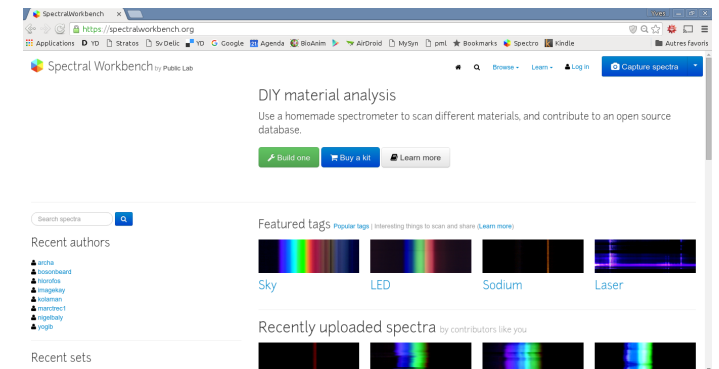 SpectralWorkbench
Yves
https://spectralworkbench.org
Applications YD Stratos SvDelic YD Google Agenda BioAnim AirDroid MySyn pml Bookmarks Spectro Kindle Autres favoris
Spectral Workbench by Public Lab
Browse Learn Log in Capture spectra
DIY material analysis
Use a homemade spectrometer to scan different materials, and contribute to an open source
database.
Build one Buy a kit Learn more
Search spectra
Recent authors
archa
bosonbeard
hlorofos
imagekay
kolaman
marctrec1
nigelbaly
yogib
Recent sets
Featured tags Popular tags | Interesting things to scan and share (Learn more)
Sky LED Sodium Laser
Recently uploaded spectra by contributors like you